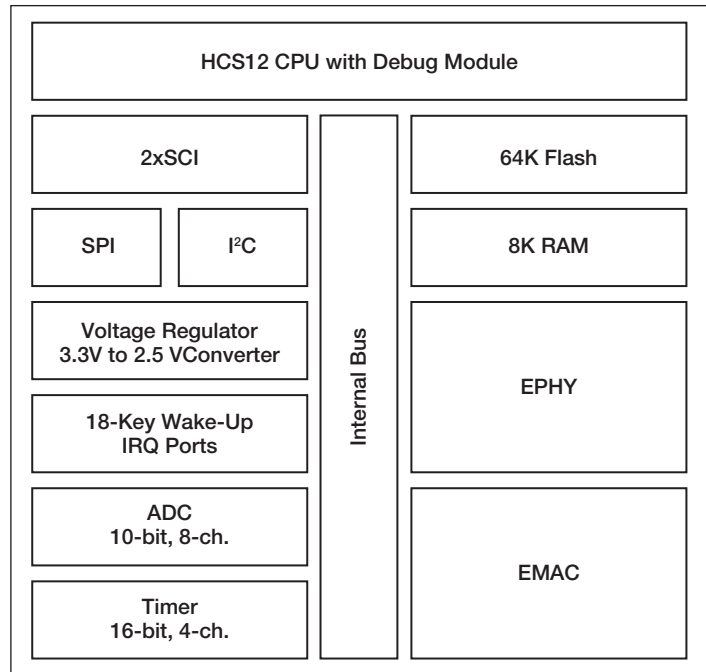 HCS12 CPU with Debug Module
2xSCI
SPI
I²C
Voltage Regulator
3.3V to 2.5 VConverter
18-Key Wake-Up
IRQ Ports
ADC
10-bit, 8-ch.
Timer
16-bit, 4-ch.
Internal Bus
64K Flash
8K RAM
EPHY
EMAC